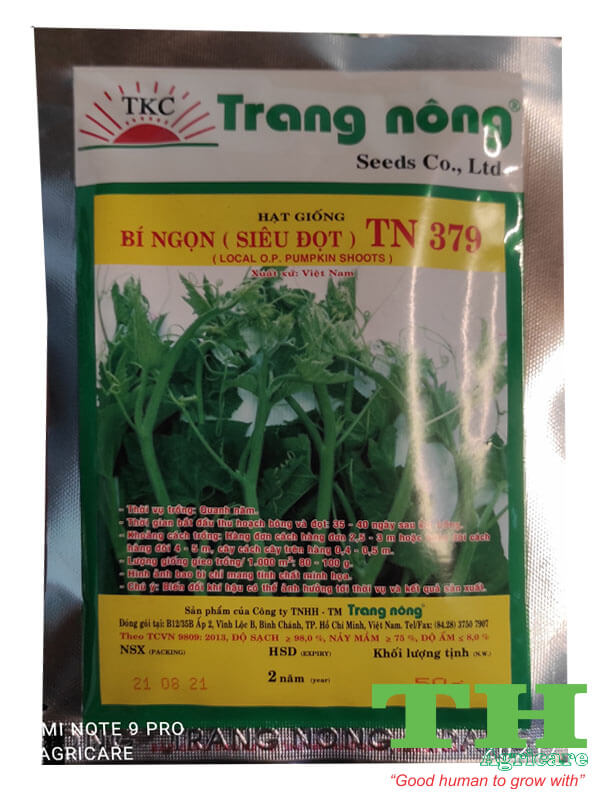 TKC
Trang nông®
Seeds Co., Ltd
HẠT GIỐNG
BÍ NGỌN ( SIÊU ĐỌT ) TN 379
( LOCAL O.P. PUMPKIN SHOOTS )
Xuất xứ: Việt Nam
- Thời vụ trồng: Quanh năm.
- Thời gian bắt đầu thu hoạch bông và đọt: 35 - 40 ngày sau
- Khoảng cách trồng: Hàng đơn cách hàng đơn 2,5 - 3 m hoặc cách
hàng đôi 4 - 5 m, cây cách cây trên hàng 0,4 - 0,5 m.
- Lượng giống gieo trồng/ 1.000 m²: 80 - 100 g.
- Hình ảnh bao bì chỉ mang tính chất minh họa.
- Chú ý: Biến đổi khí hậu có thể ảnh hưởng tới thời vụ và kết quả sản xuất.
Sản phẩm của Công ty TNHH - TM Trang nông®
Đóng gói tại: B12/35B Ấp 2, Vĩnh Lộc B, Bình Chánh, TP. Hồ Chí Minh, Việt Nam. Tel/Fax: (84.28) 3750 7907
Theo TCVN 9809: 2013, ĐỘ SẠCH ≥ 98,0 %, NẢY MẦM ≥ 75 %, ĐỘ ẨM ≤ 8,0 %
NSX (PACKING) HSD (EXPIRY) Khối lượng tịnh (N.W.)
21 08 21 2 năm (year)
MI NOTE 9 PRO
AGRICARE
TRANG NONG
TH
Agricare
“Good human to grow with”